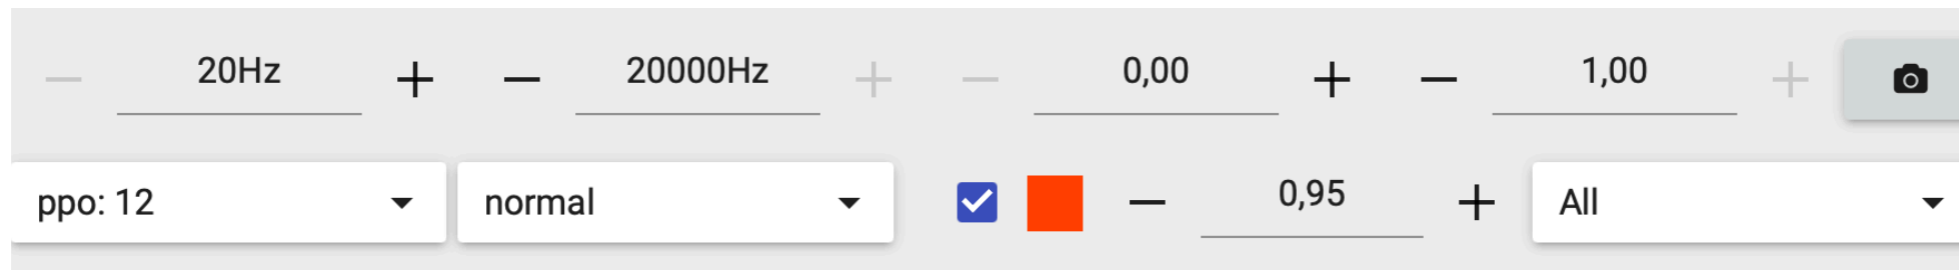 20Hz 20000Hz 0,00 1,00
ppo: 12 normal 0,95 All